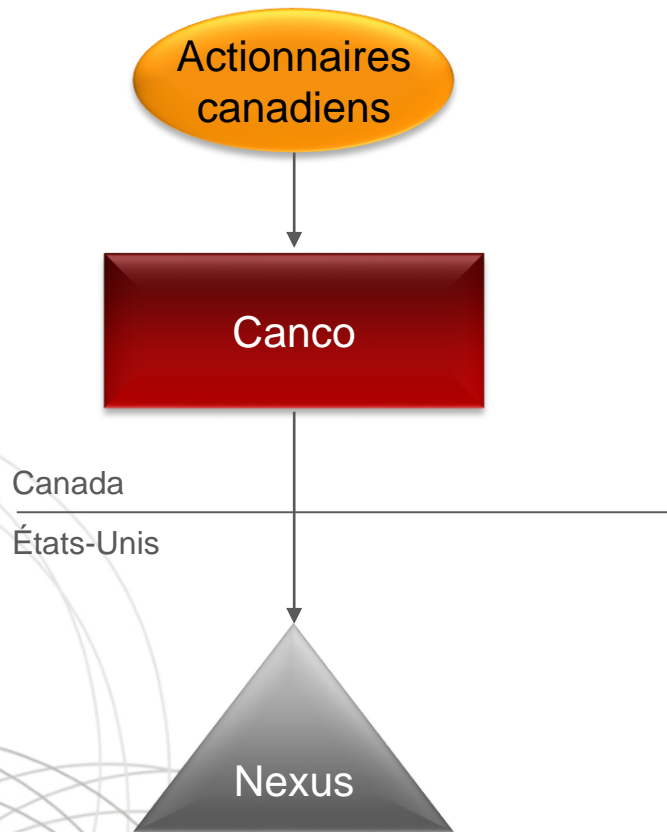 Actionnaires
canadiens
Canco
Canada
États-Unis
Nexus